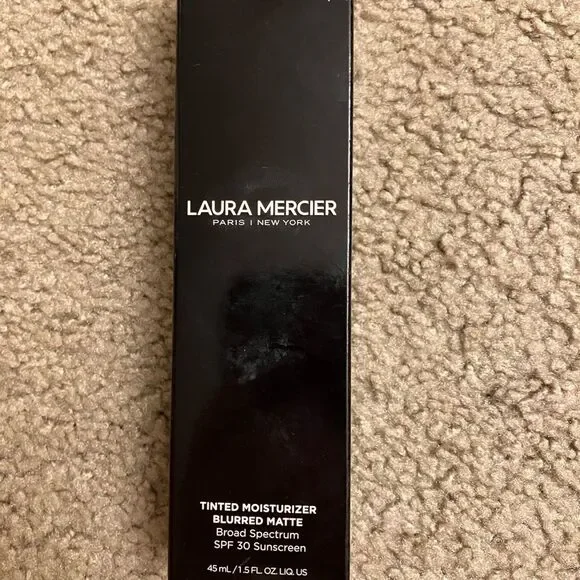 LAURA MERCIER
PARIS | NEW YORK
TINTED MOISTURIZER
BLURRED MATTE
Broad Spectrum
SPF 30 Sunscreen
45 mL / 1.5 FL. OZ. LIQ. US